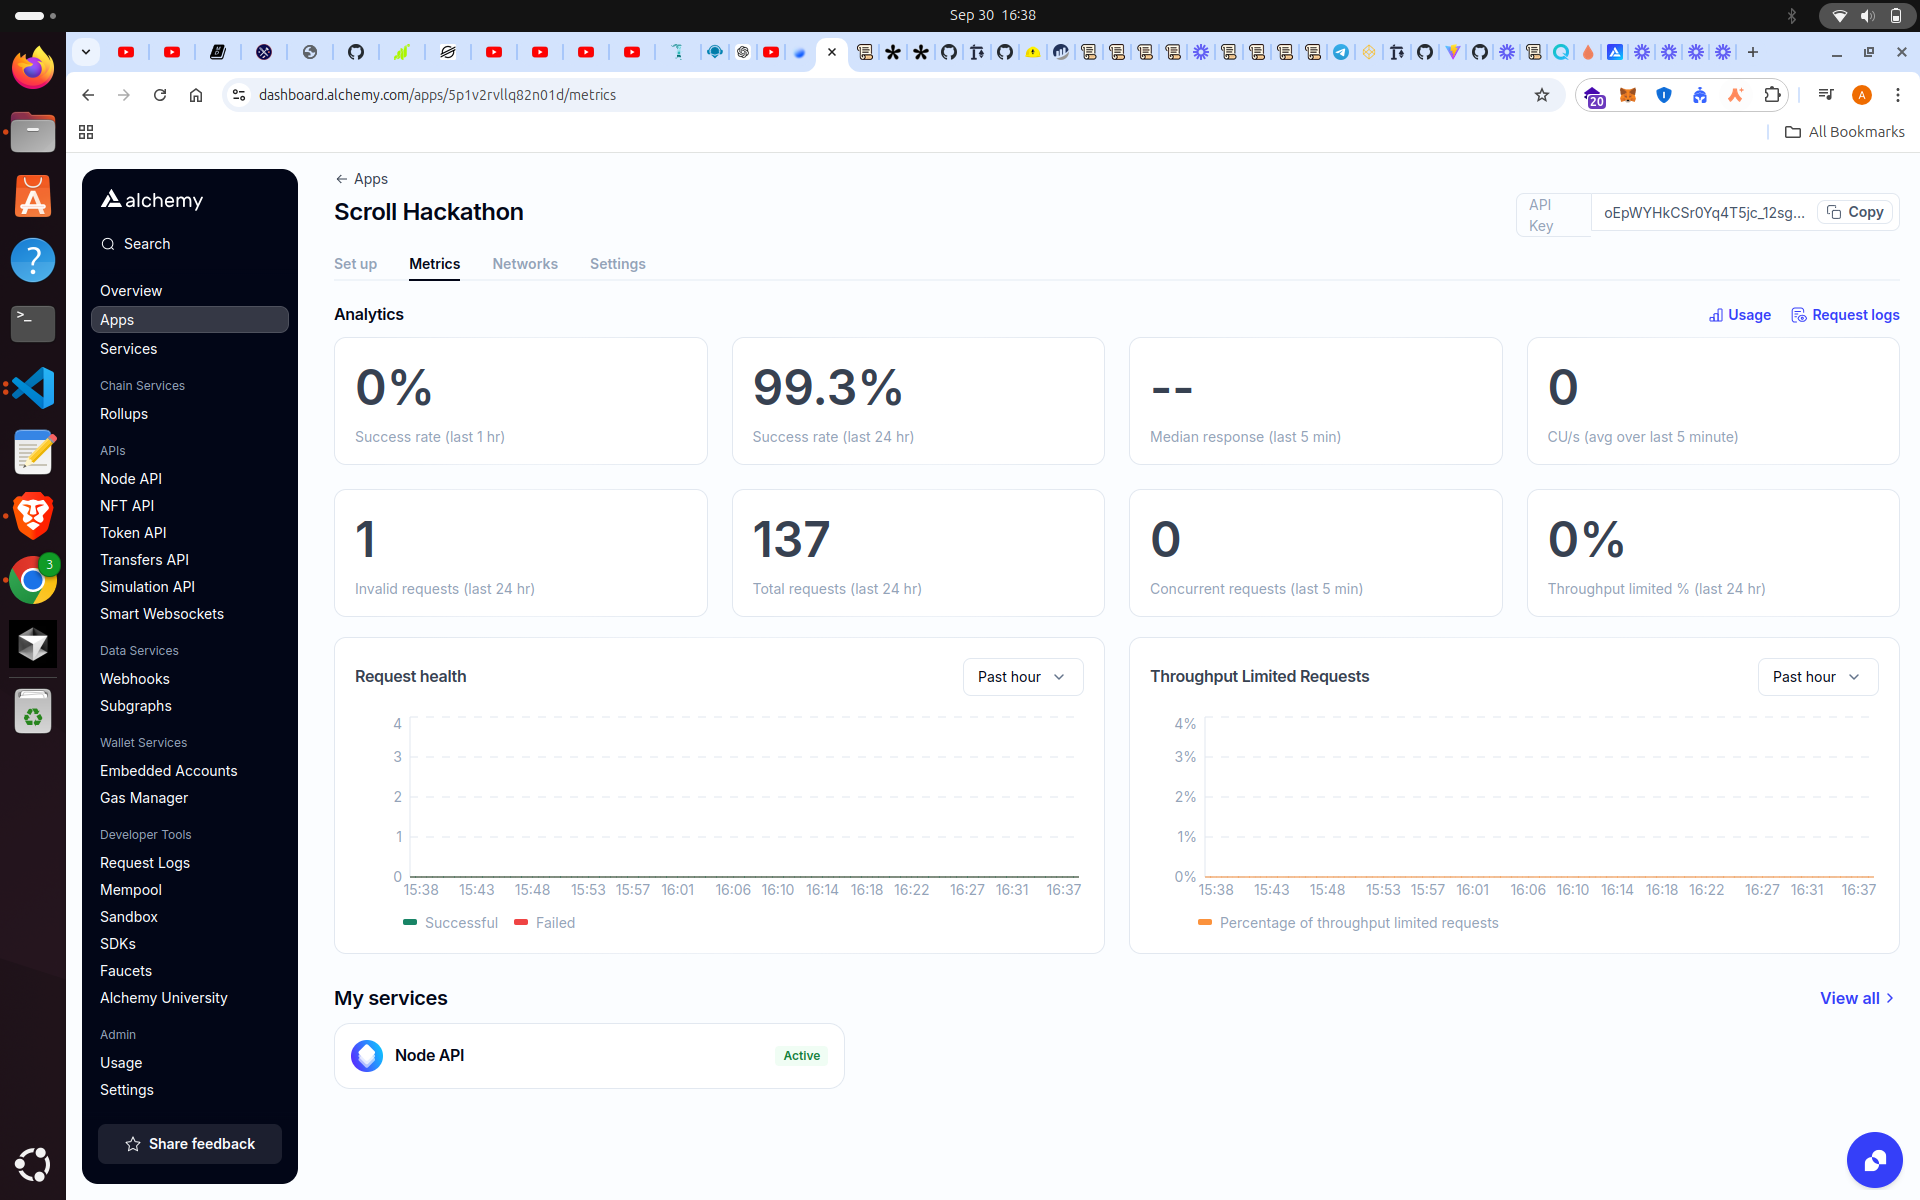 Sep 30 16:38
dashboard.alchemy.com/apps/5p1v2rvllq82n01d/metrics
20
A
All Bookmarks
alchemy
Search
Overview
Apps
Services
Chain Services
Rollups
APIs
Node API
NFT API
Token API
Transfers API
Simulation API
Smart Websockets
Data Services
Webhooks
Subgraphs
Wallet Services
Embedded Accounts
Gas Manager
Developer Tools
Request Logs
Mempool
Sandbox
SDKs
Faucets
Alchemy University
Admin
Usage
Settings
Share feedback
3
← Apps
Scroll Hackathon
API Key
oEpWYHkCSr0Yq4T5jc_12sg...
Copy
Set up Metrics Networks Settings
Analytics
Usage Request logs
0%
Success rate (last 1 hr)
99.3%
Success rate (last 24 hr)
--
Median response (last 5 min)
0
CU/s (avg over last 5 minute)
1
Invalid requests (last 24 hr)
137
Total requests (last 24 hr)
0
Concurrent requests (last 5 min)
0%
Throughput limited % (last 24 hr)
Request health
Past hour
4
3
2
1
0
15:38 15:43 15:48 15:53 15:57 16:01 16:06 16:10 16:14 16:18 16:22 16:27 16:31 16:37
Successful Failed
Throughput Limited Requests
Past hour
4%
3%
2%
1%
0%
15:38 15:43 15:48 15:53 15:57 16:01 16:06 16:10 16:14 16:18 16:22 16:27 16:31 16:37
Percentage of throughput limited requests
My services
View all
Node API
Active